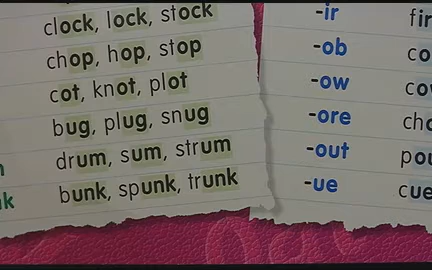 clock, lock, stock
chop, hop, stop
cot, knot, plot
bug, plug, snug
drum, sum, strum
bunk, spunk, trunk
-ir
-ob
-ow
-ore
-out
-ue